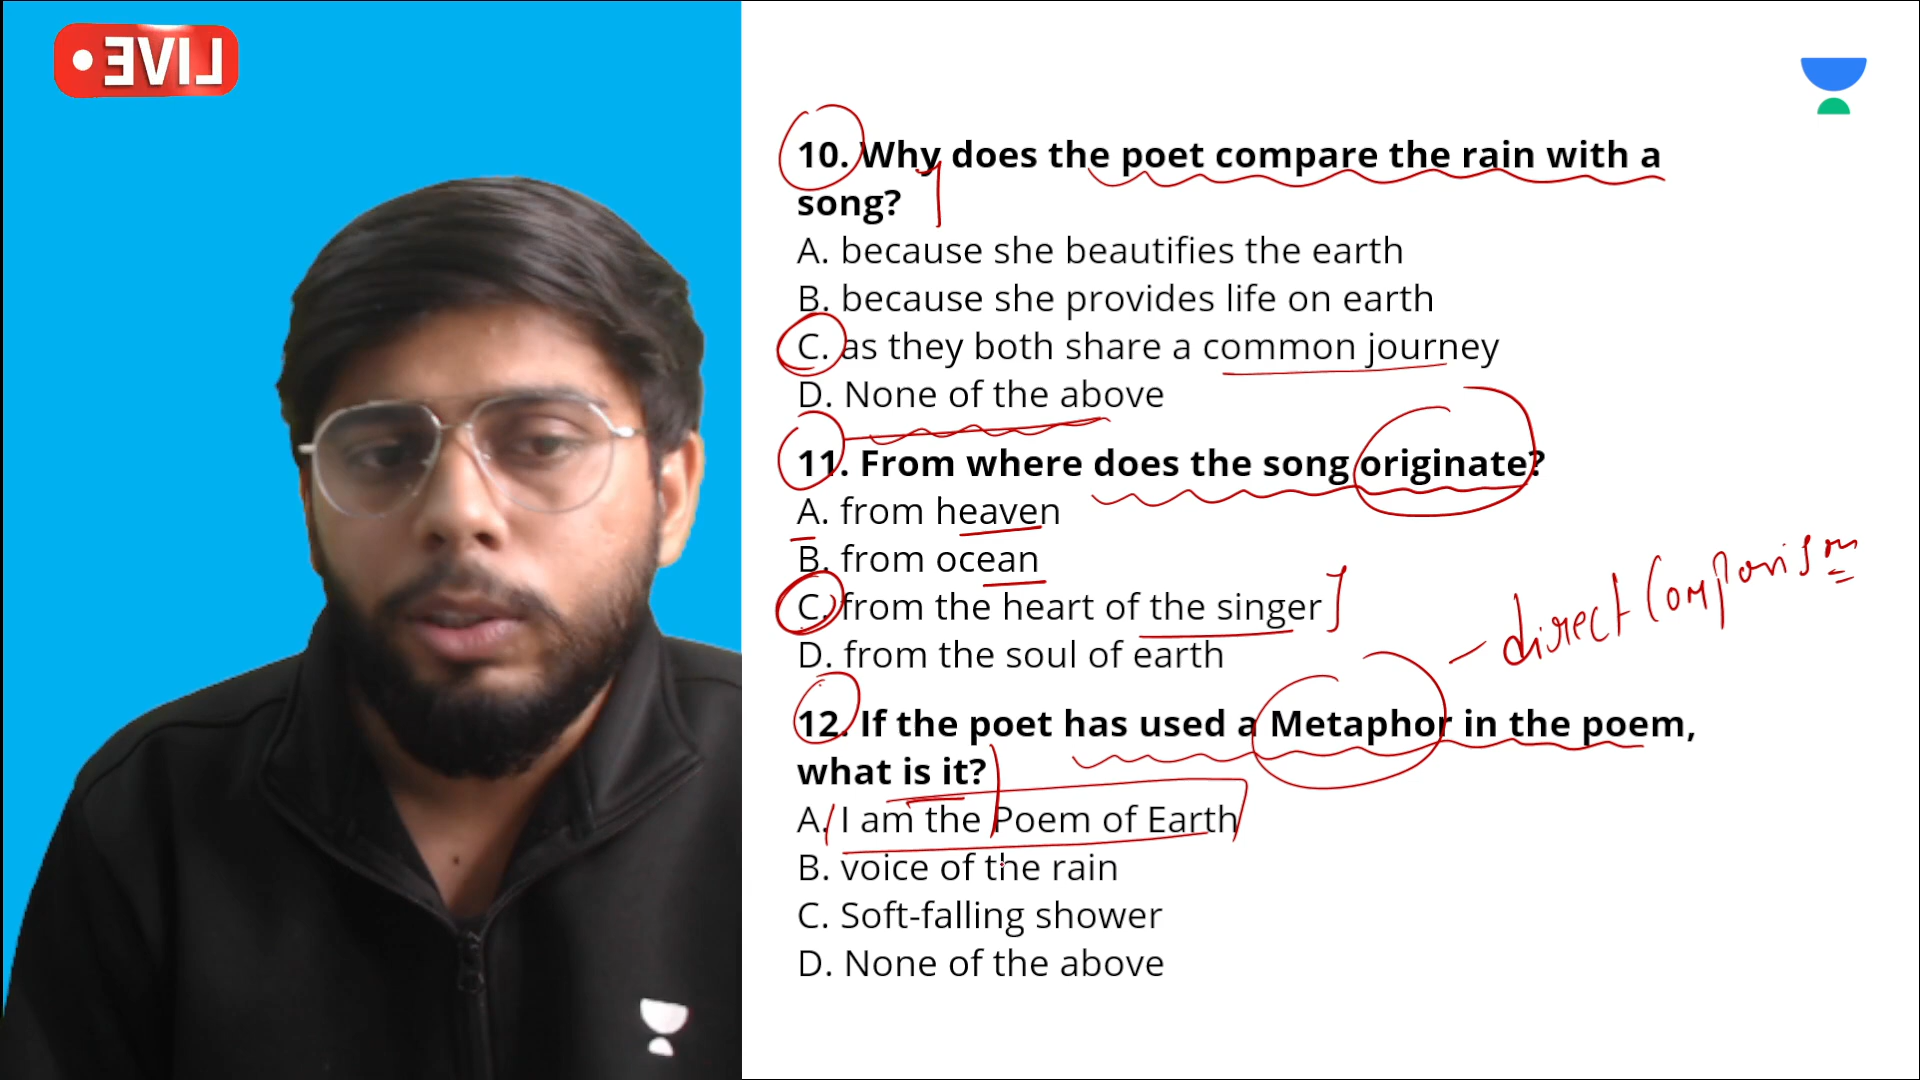 LIVE
10. Why does the poet compare the rain with a
song?
A. because she beautifies the earth
B. because she provides life on earth
C. as they both share a common journey
D. None of the above
11. From where does the song originate?
A. from heaven
B. from ocean
C. from the heart of the singer
D. from the soul of earth
direct Comparison
12. If the poet has used a Metaphor in the poem,
what is it?
A. I am the Poem of Earth
B. voice of the rain
C. Soft-falling shower
D. None of the above